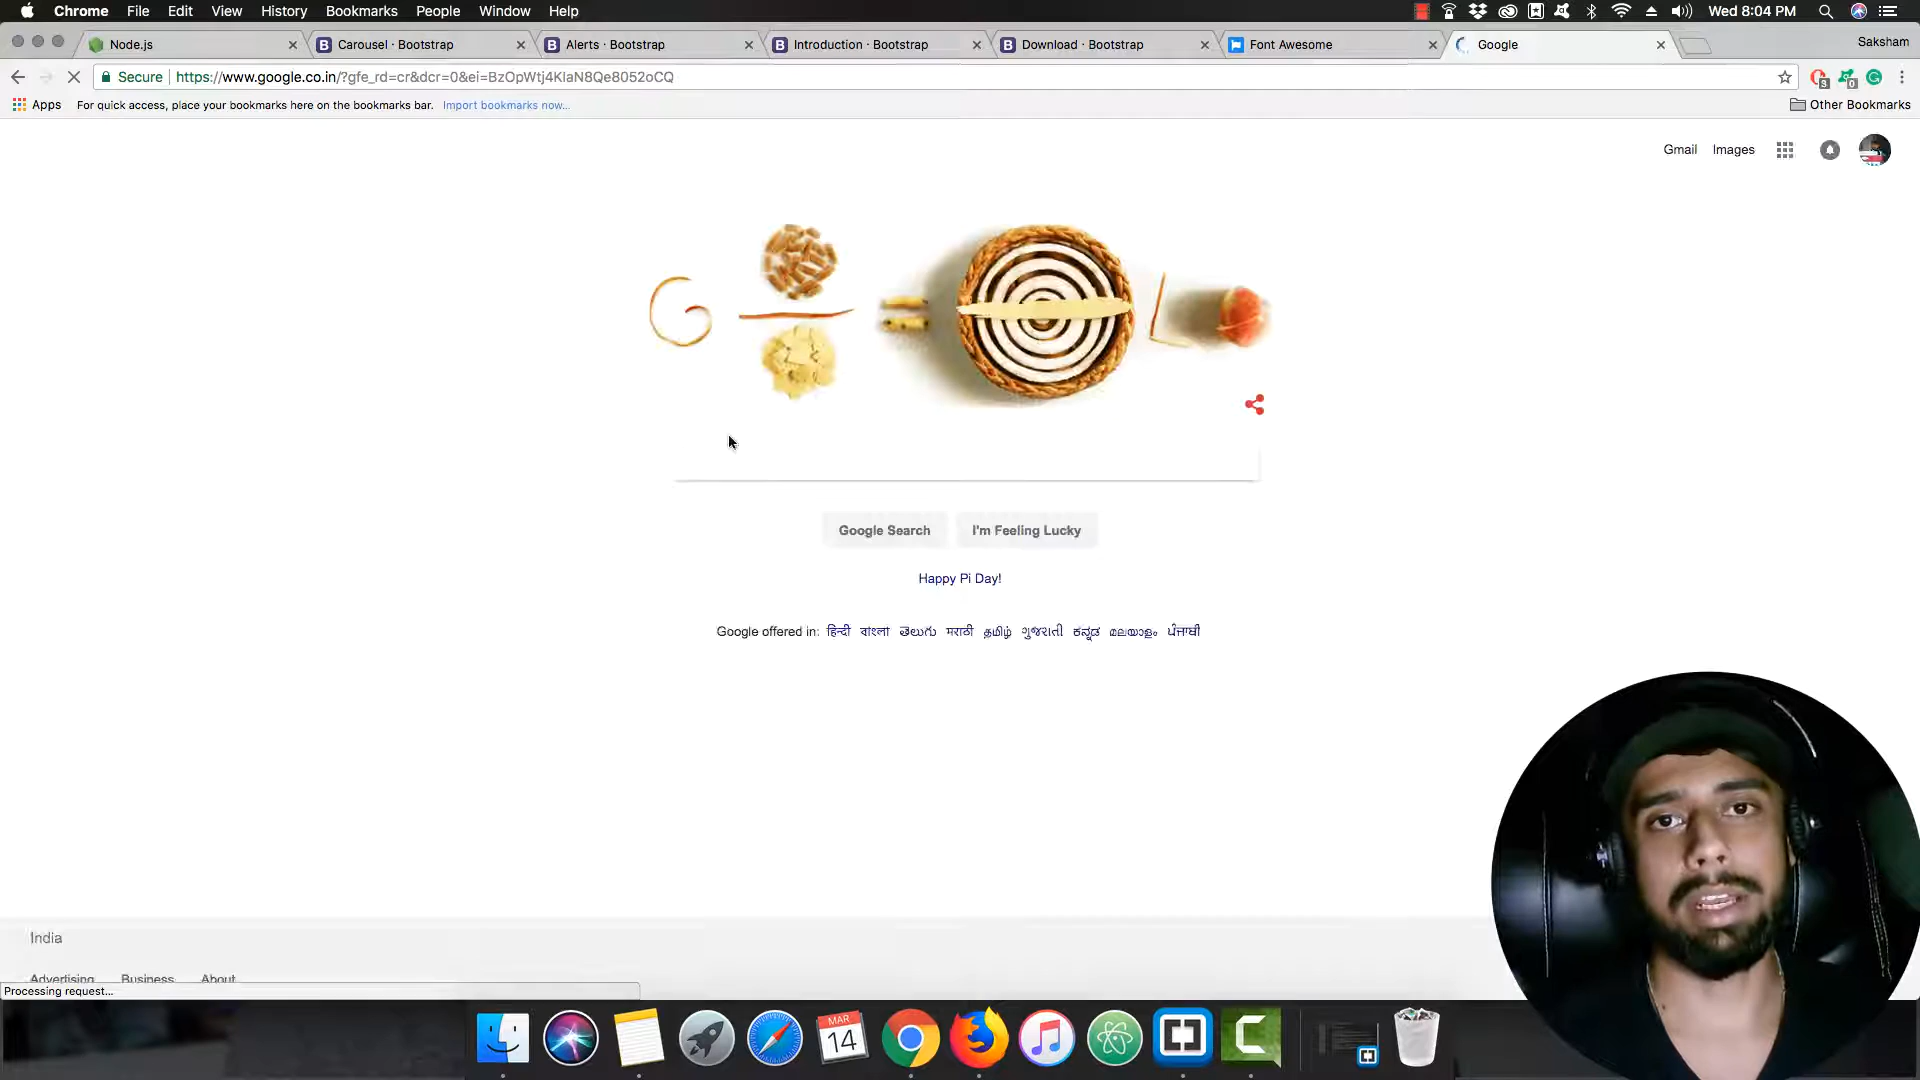 Chrome File Edit View History Bookmarks People Window Help Wed 8:04 PM
Node.js Carousel · Bootstrap Alerts · Bootstrap Introduction · Bootstrap Download · Bootstrap Font Awesome Google Saksham
Secure https://www.google.co.in/?gfe_rd=cr&dcr=0&ei=BzOpWtj4KIaN8Qe8052oCQ
Apps For quick access, place your bookmarks here on the bookmarks bar. Import bookmarks now... Other Bookmarks
Gmail Images
Google Search I'm Feeling Lucky
Happy Pi Day!
Google offered in: हिन्दी বাংলা తెలుగు मराठी தமிழ் ગુજરાતી ಕನ್ನಡ മലയാളം ਪੰਜਾਬੀ
India
Advertising Business About
Processing request...
MAR
14